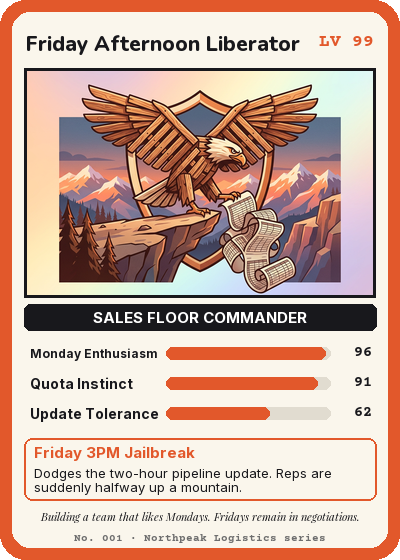 Friday Afternoon Liberator LV 99
SALES FLOOR COMMANDER
Monday Enthusiasm 96
Quota Instinct 91
Update Tolerance 62
Friday 3PM Jailbreak
Dodges the two-hour pipeline update. Reps are
suddenly halfway up a mountain.
Building a team that likes Mondays. Fridays remain in negotiations.
No. 001 · Northpeak Logistics series